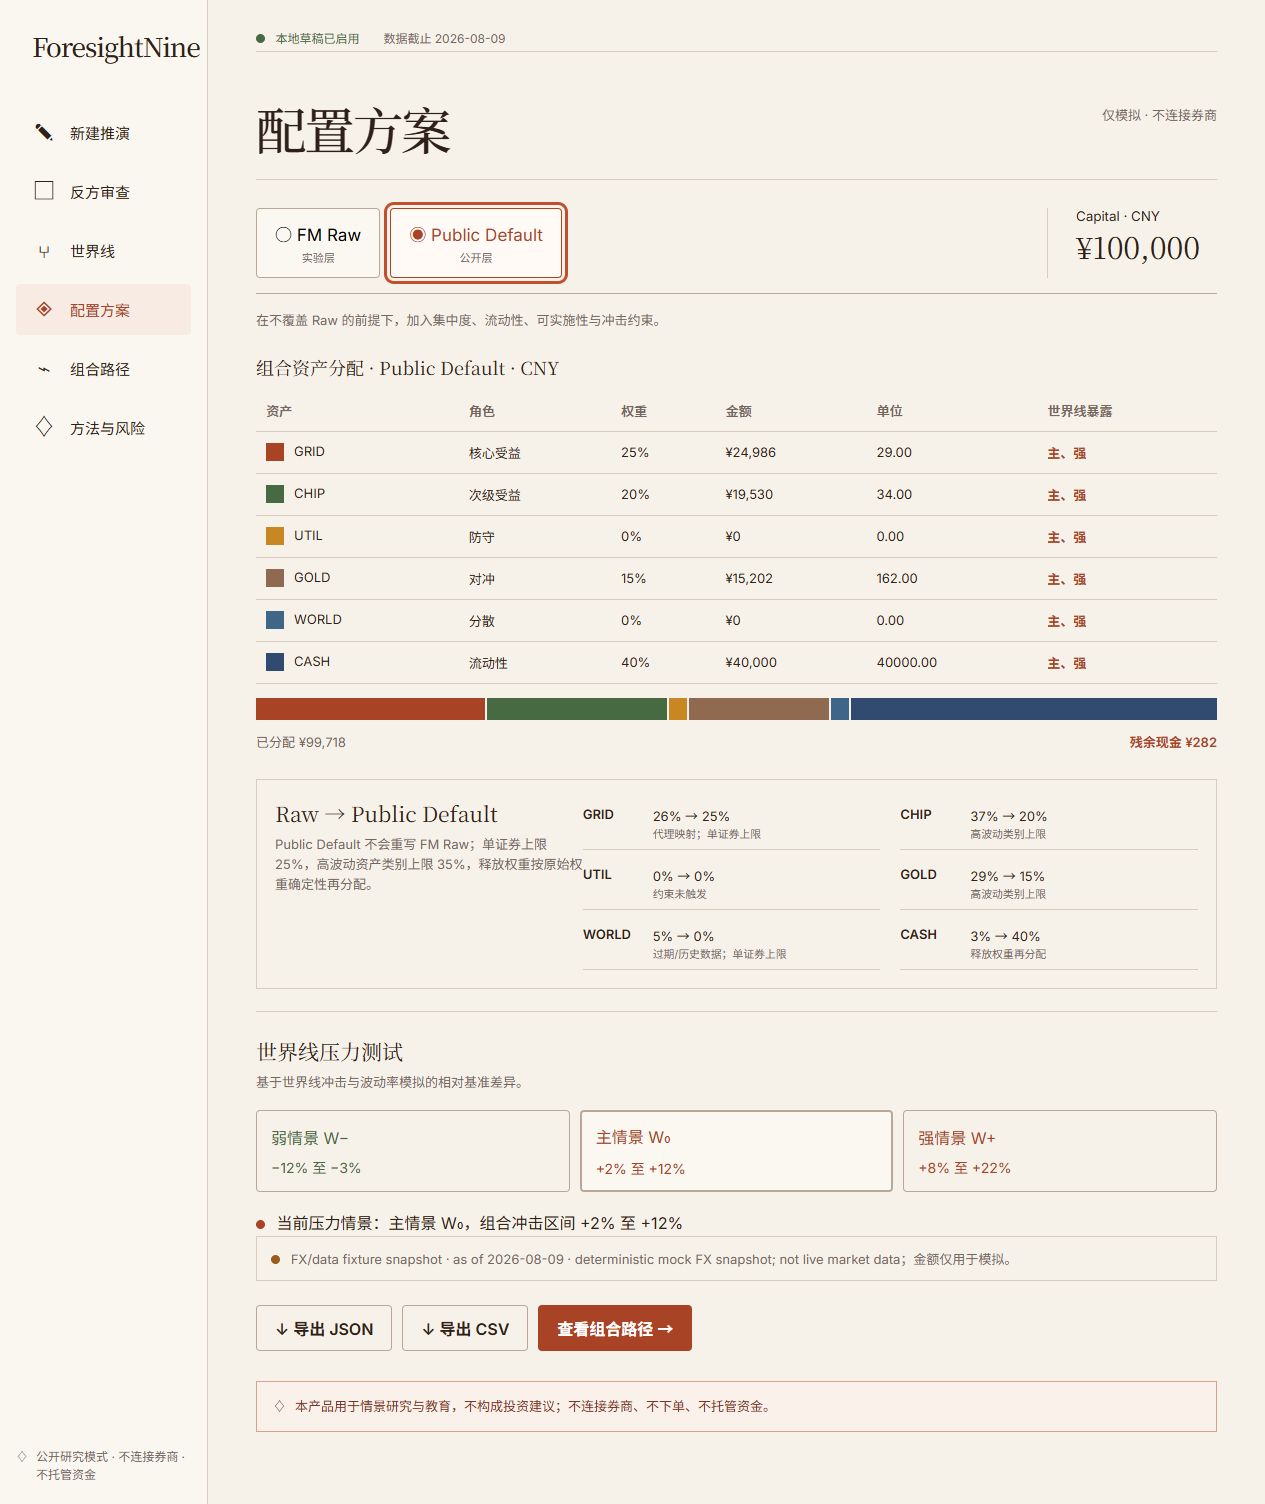 ForesightNine
新建推演
反方审查
世界线
配置方案
组合路径
方法与风险
公开研究模式 · 不连接券商 ·
不托管资金
本地草稿已启用 数据截止 2026-08-09
配置方案
仅模拟 · 不连接券商
FM Raw
实验层
Public Default
公开层
Capital · CNY
¥100,000
在不覆盖 Raw 的前提下，加入集中度、流动性、可实施性与冲击约束。
组合资产分配 · Public Default · CNY
资产 角色 权重 金额 单位 世界线暴露
GRID 核心受益 25% ¥24,986 29.00 主、强
CHIP 次级受益 20% ¥19,530 34.00 主、强
UTIL 防守 0% ¥0 0.00 主、强
GOLD 对冲 15% ¥15,202 162.00 主、强
WORLD 分散 0% ¥0 0.00 主、强
CASH 流动性 40% ¥40,000 40000.00 主、强
已分配 ¥99,718 残余现金 ¥282
Raw → Public Default
Public Default 不会重写 FM Raw；单证券上限
25%，高波动资产类别上限 35%，释放权重按原始权
重确定性再分配。
GRID 26% → 25%
代理映射；单证券上限
CHIP 37% → 20%
高波动类别上限
UTIL 0% → 0%
约束未触发
GOLD 29% → 15%
高波动类别上限
WORLD 5% → 0%
过期/历史数据；单证券上限
CASH 3% → 40%
释放权重再分配
世界线压力测试
基于世界线冲击与波动率模拟的相对基准差异。
弱情景 W−
−12% 至 −3%
主情景 W₀
+2% 至 +12%
强情景 W+
+8% 至 +22%
当前压力情景：主情景 W₀，组合冲击区间 +2% 至 +12%
FX/data fixture snapshot · as of 2026-08-09 · deterministic mock FX snapshot; not live market data；金额仅用于模拟。
↓ 导出 JSON
↓ 导出 CSV
查看组合路径 →
本产品用于情景研究与教育，不构成投资建议；不连接券商、不下单、不托管资金。